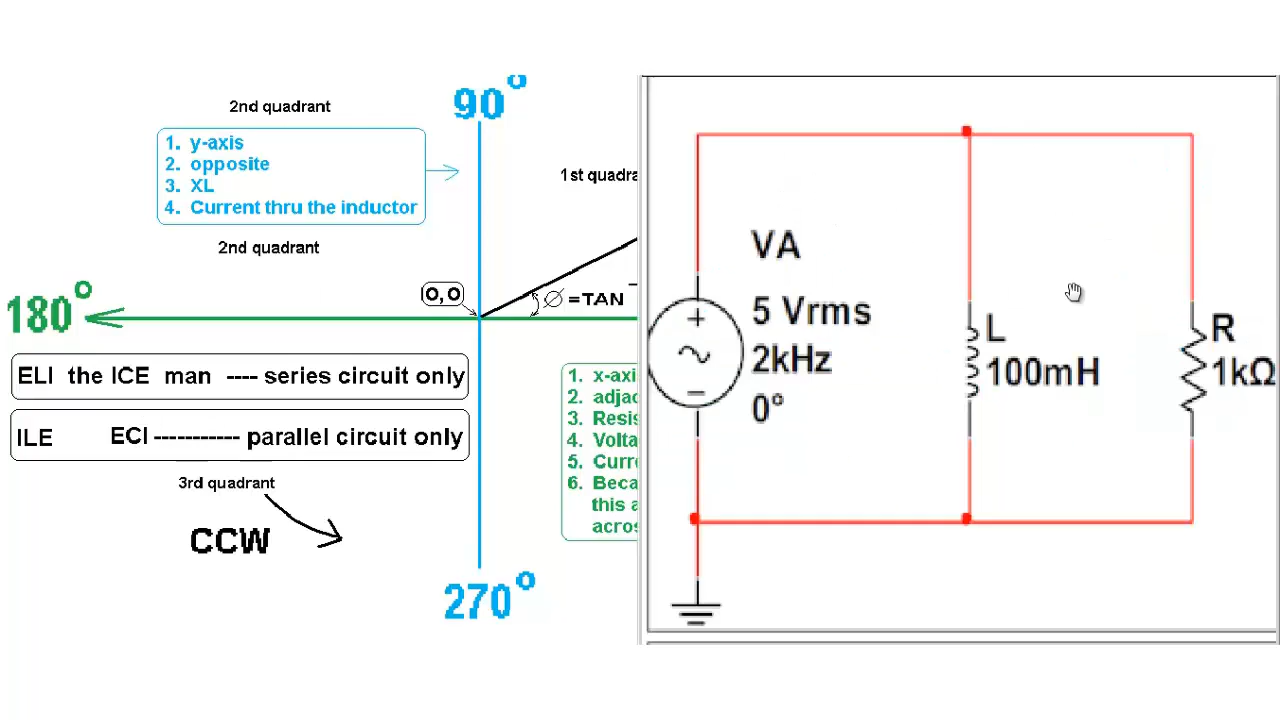 90°
2nd quadrant
1. y-axis
2. opposite
3. XL
4. Current thru the inductor
2nd quadrant
1st quadra
180°
0,0
Ø=TAN
ELI the ICE man ---- series circuit only
ILE ECI ----------- parallel circuit only
3rd quadrant
CCW
270°
1. x-axi
2. adjac
3. Resis
4. Volta
5. Curre
6. Beca
this a
acros
VA
5 Vrms
2kHz
0°
L
100mH
R
1kΩ